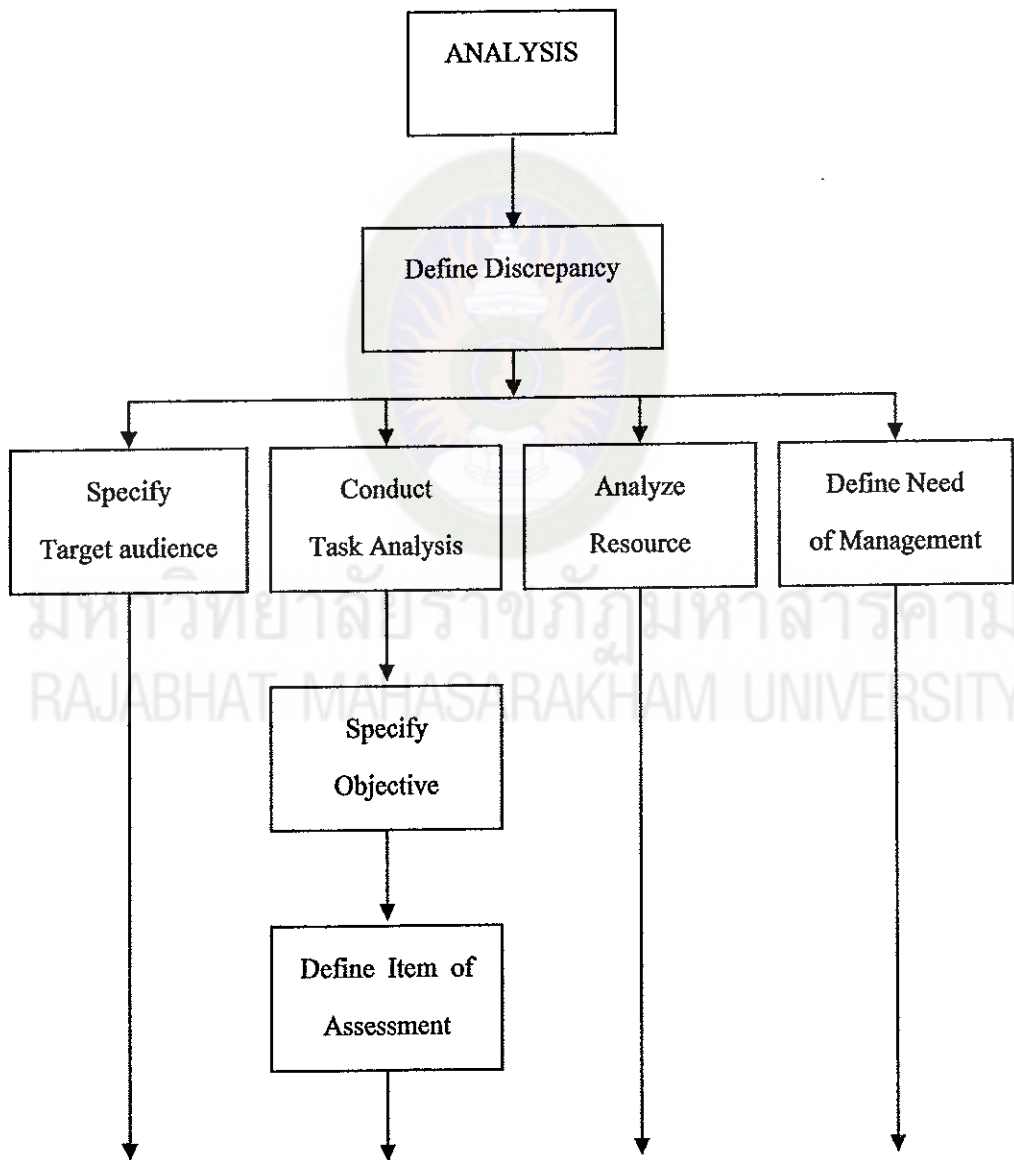 ANALYSIS
Define Discrepancy
Specify
Target audience
Conduct
Task Analysis
Analyze
Resource
Define Need
of Management
มหาวิทยาลัยราชภัฏมหาสารคาม
RAJABHAT MAHASARAKHAM UNIVERSITY
Specify
Objective
Define Item of
Assessment